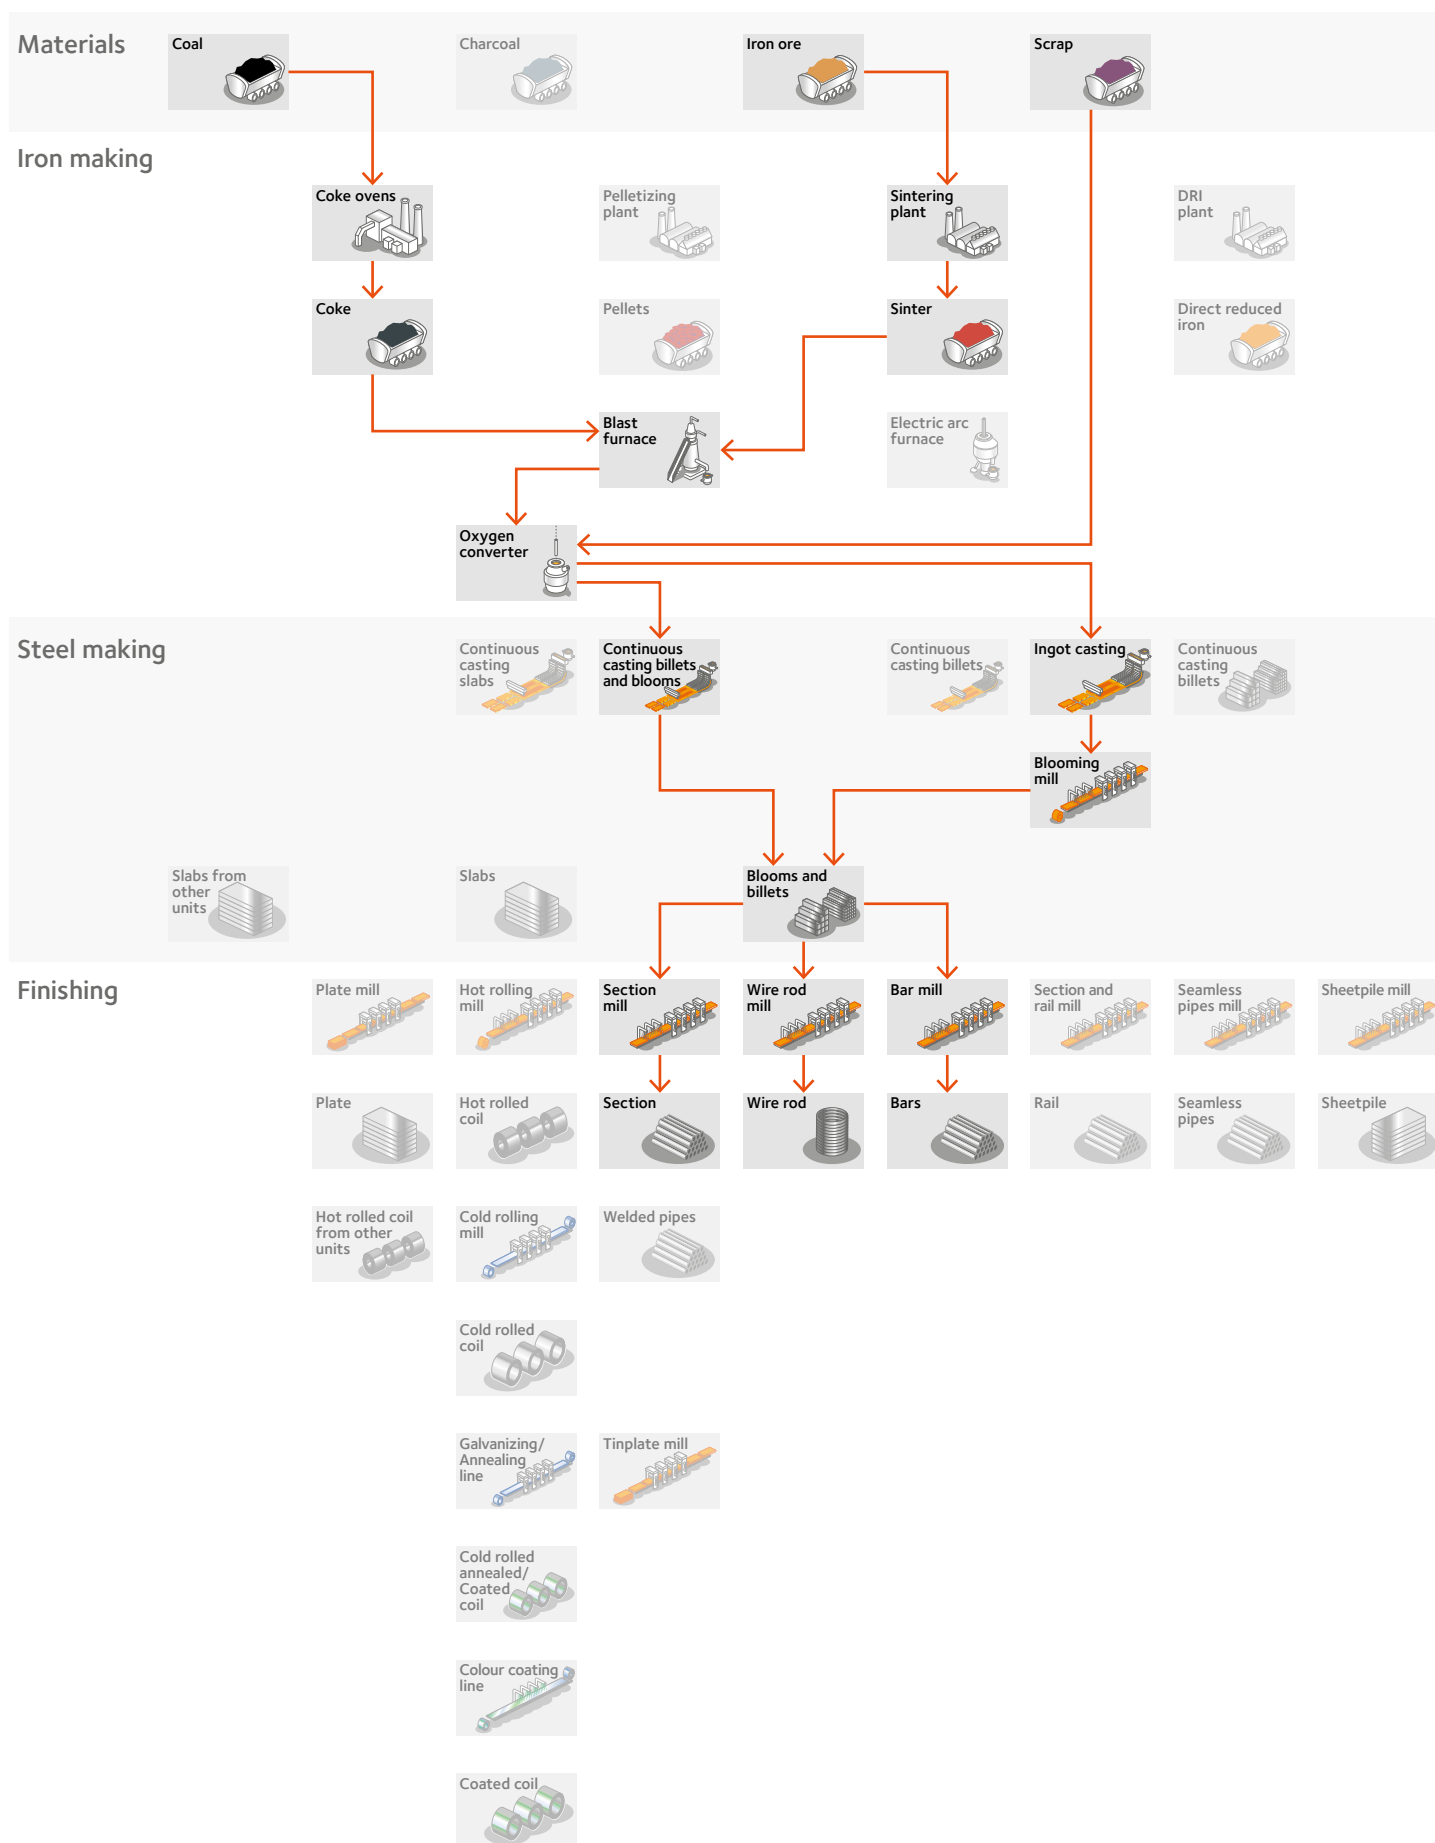 Materials
Coal
Charcoal
Iron ore
Scrap
Iron making
Coke ovens
Pelletizing
plant
Sintering
plant
DRI
plant
Coke
Pellets
Sinter
Direct reduced
iron
Blast
furnace
Electric arc
furnace
Oxygen
converter
Steel making
Continuous
casting
slabs
Continuous
casting billets
and blooms
Continuous
casting billets
Ingot casting
Continuous
casting
billets
Blooming
mill
Slabs from
other
units
Slabs
Blooms and
billets
Finishing
Plate mill
Hot rolling
mill
Section
mill
Wire rod
mill
Bar mill
Section and
rail mill
Seamless
pipes mill
Sheetpile mill
Plate
Hot rolled
coil
Section
Wire rod
Bars
Rail
Seamless
pipes
Sheetpile
Hot rolled coil
from other
units
Cold rolling
mill
Welded pipes
Cold rolled
coil
Galvanizing/
Annealing
line
Tinplate mill
Cold rolled
annealed/
Coated
coil
Colour coating
line
Coated coil